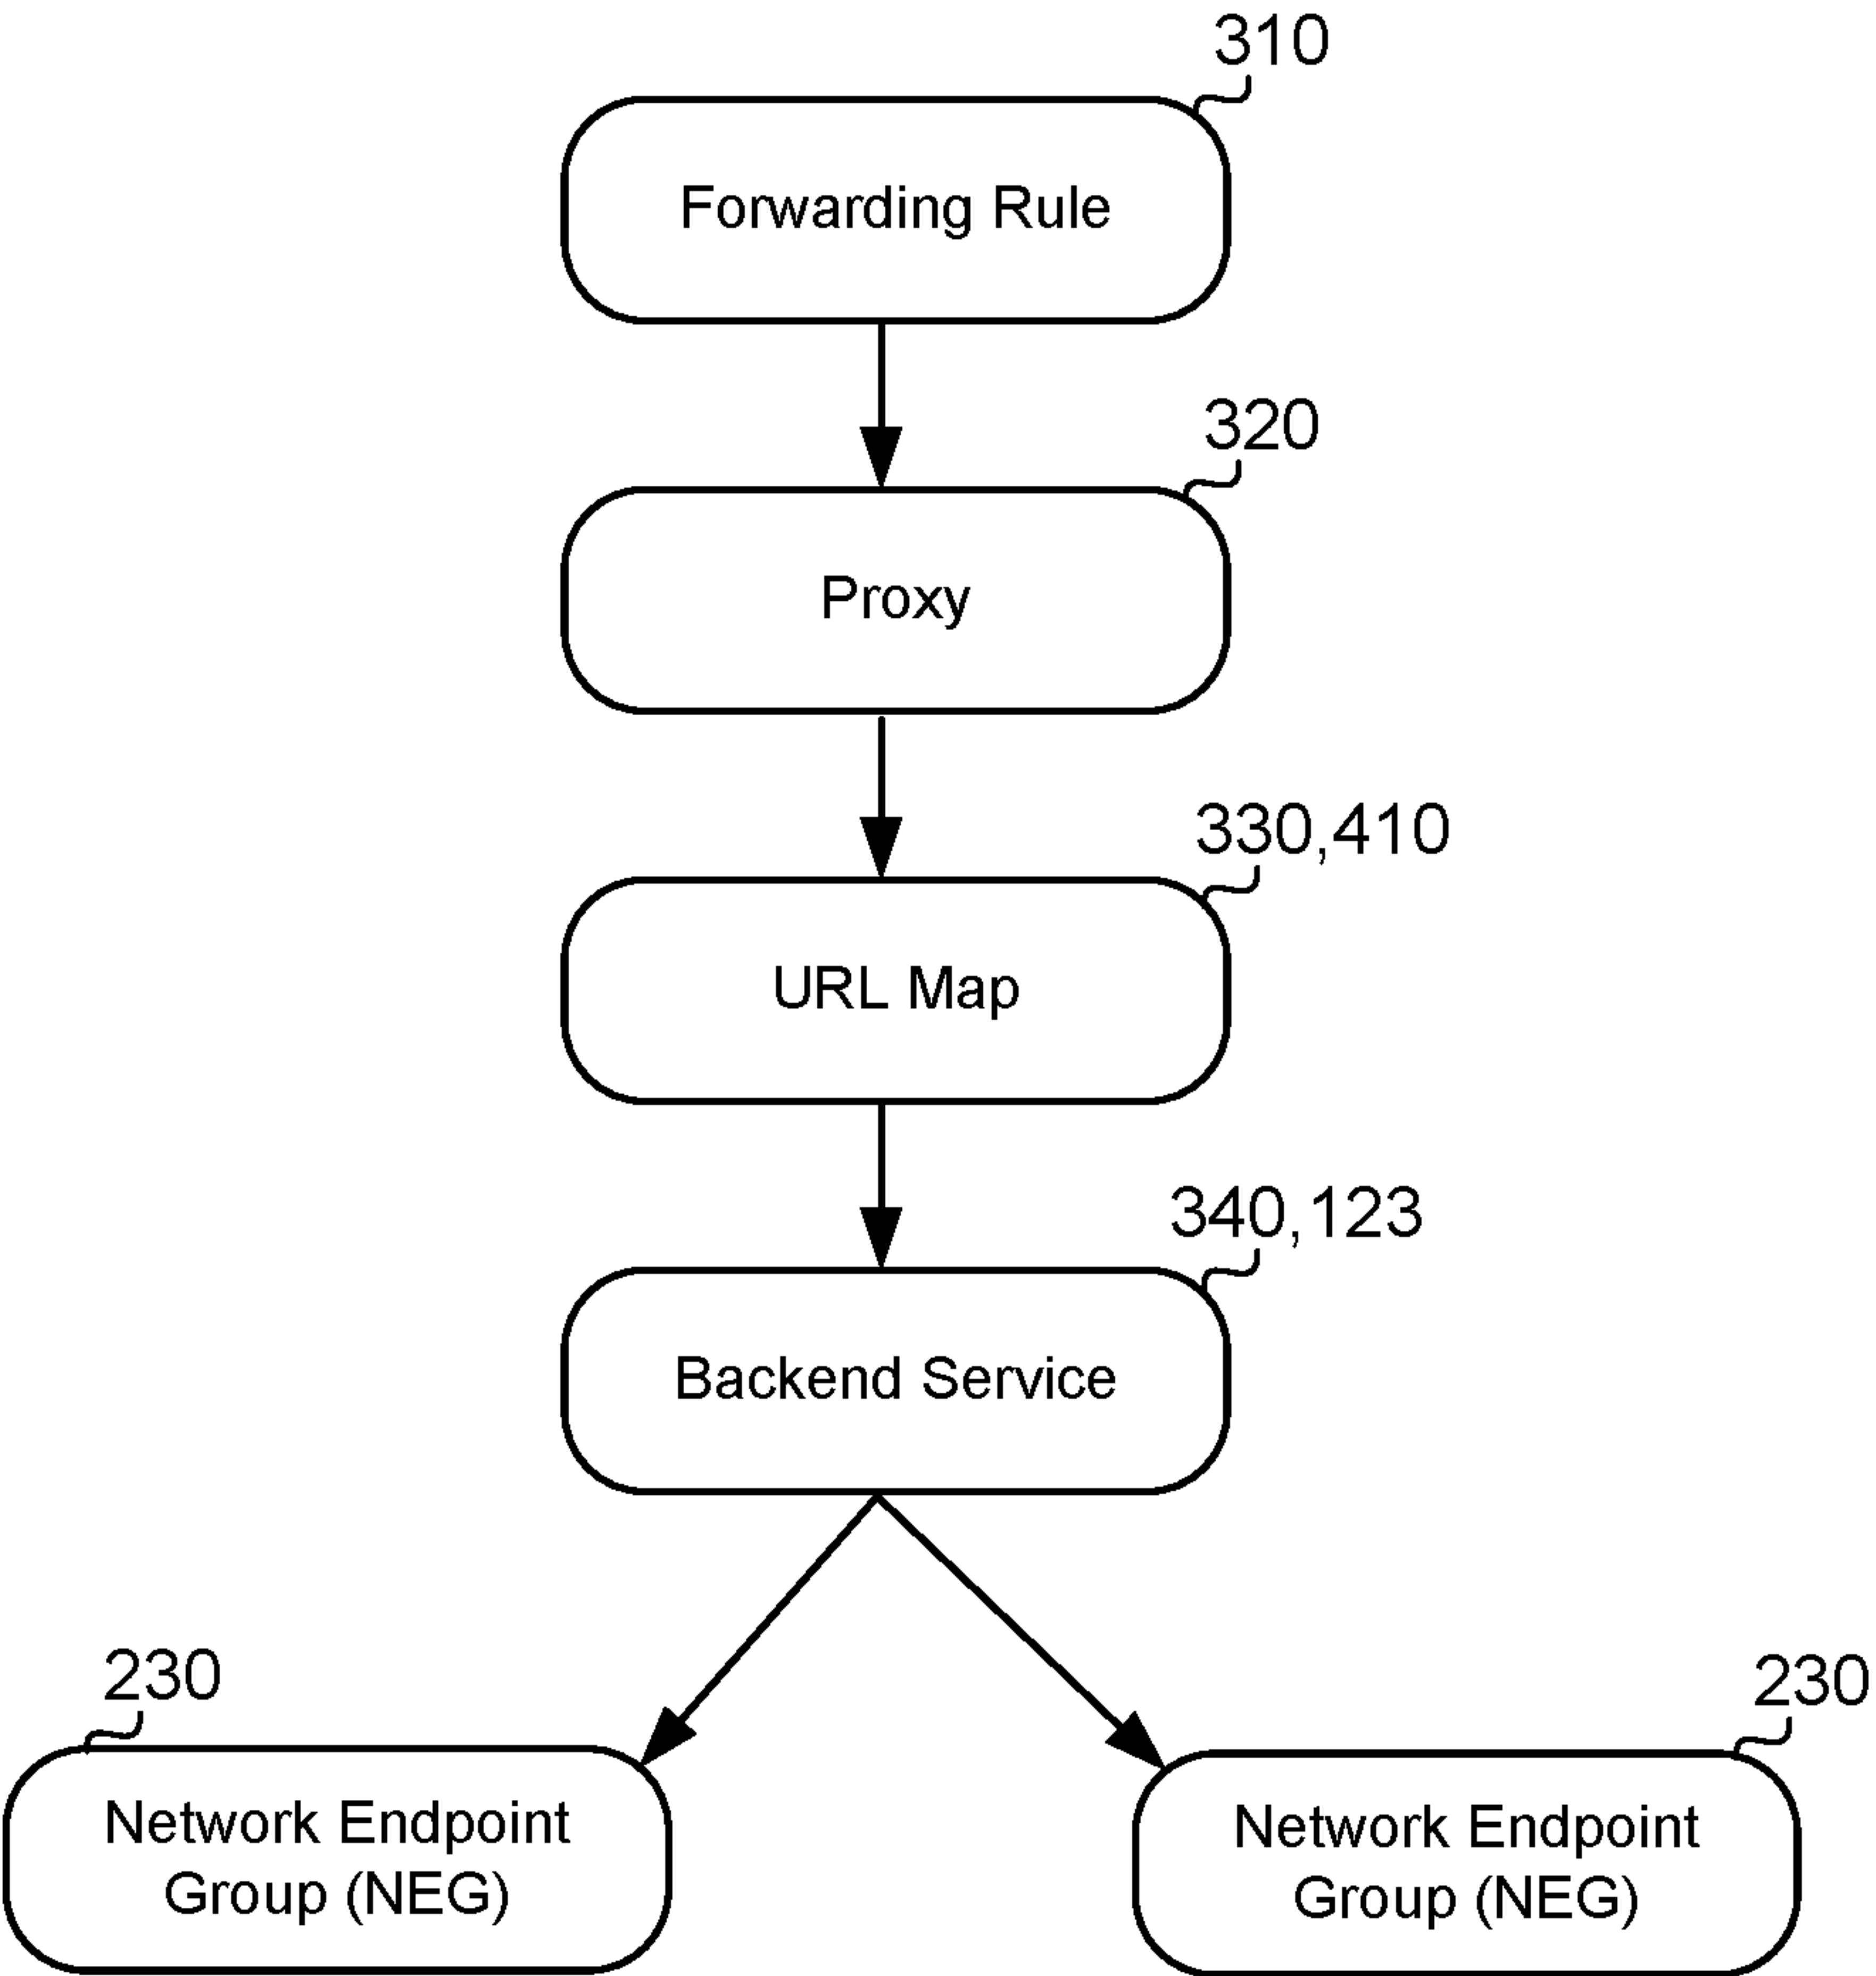 310
Forwarding Rule
320
Proxy
330,410
URL Map
340,123
Backend Service
230
Network Endpoint
Group (NEG)
230
Network Endpoint
Group (NEG)